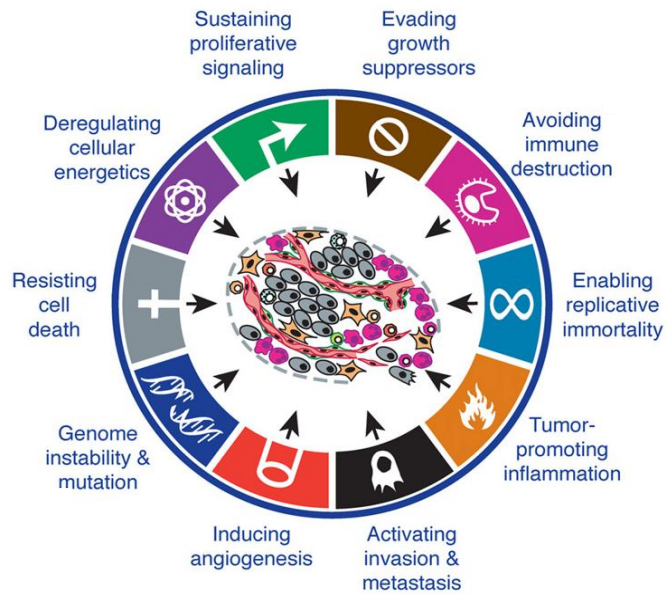 Sustaining
proliferative
signaling
Evading
growth
suppressors
Avoiding
immune
destruction
Enabling
replicative
immortality
Tumor-
promoting
inflammation
Activating
invasion &
metastasis
Inducing
angiogenesis
Genome
instability &
mutation
Resisting
cell
death
Deregulating
cellular
energetics